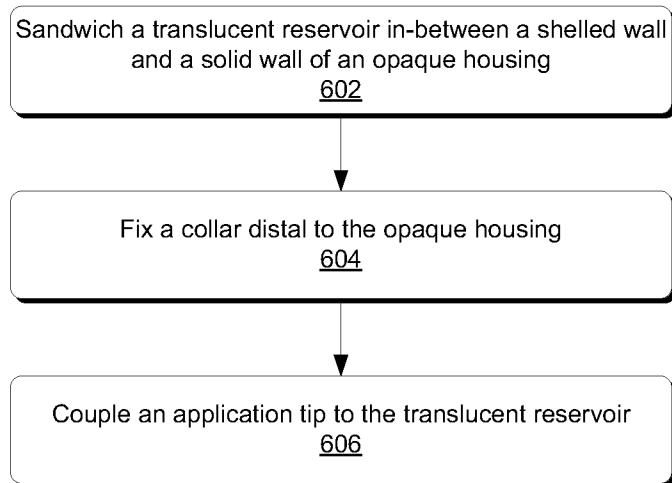 Sandwich a translucent reservoir in-between a shelled wall
and a solid wall of an opaque housing
602
Fix a collar distal to the opaque housing
604
Couple an application tip to the translucent reservoir
606